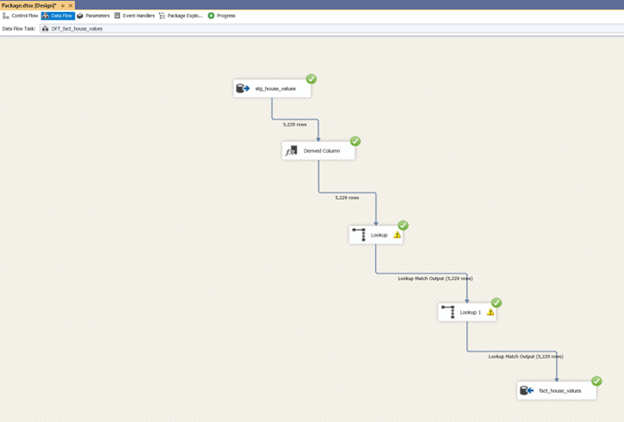 Package.dtsx [Design]*
Control Flow Data Flow Parameters Event Handlers Package Explo... Progress
Data Flow Task: DFT_fact_house_values
stg_house_values
5,229 rows
Derived Column
5,229 rows
Lookup
Lookup Match Output (5,229 rows)
Lookup 1
Lookup Match Output (5,229 rows)
fact_house_values